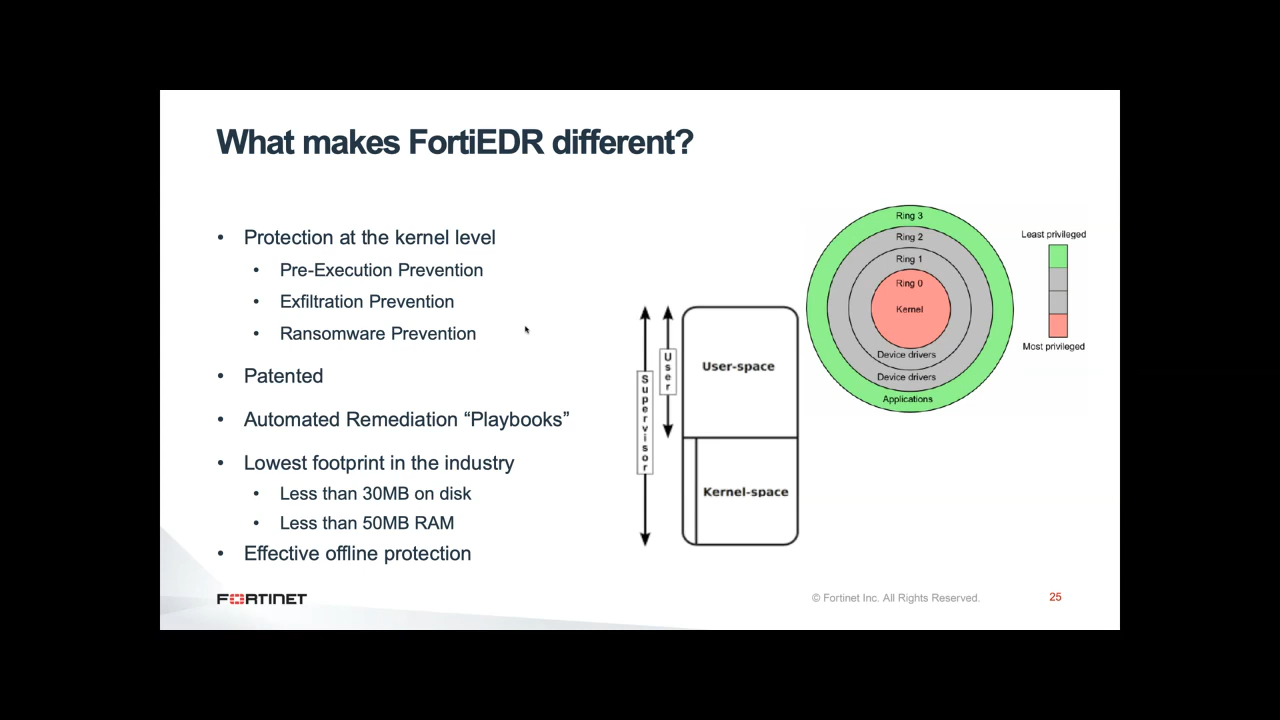 What makes FortiEDR different?
• Protection at the kernel level
• Pre-Execution Prevention
• Exfiltration Prevention
• Ransomware Prevention
• Patented
• Automated Remediation “Playbooks”
• Lowest footprint in the industry
• Less than 30MB on disk
• Less than 50MB RAM
• Effective offline protection
Supervisor
User
User-space
Kernel-space
Ring 3
Ring 2
Ring 1
Ring 0
Kernel
Device drivers
Device drivers
Applications
Least privileged
Most privileged
FORTINET
© Fortinet Inc. All Rights Reserved.
25